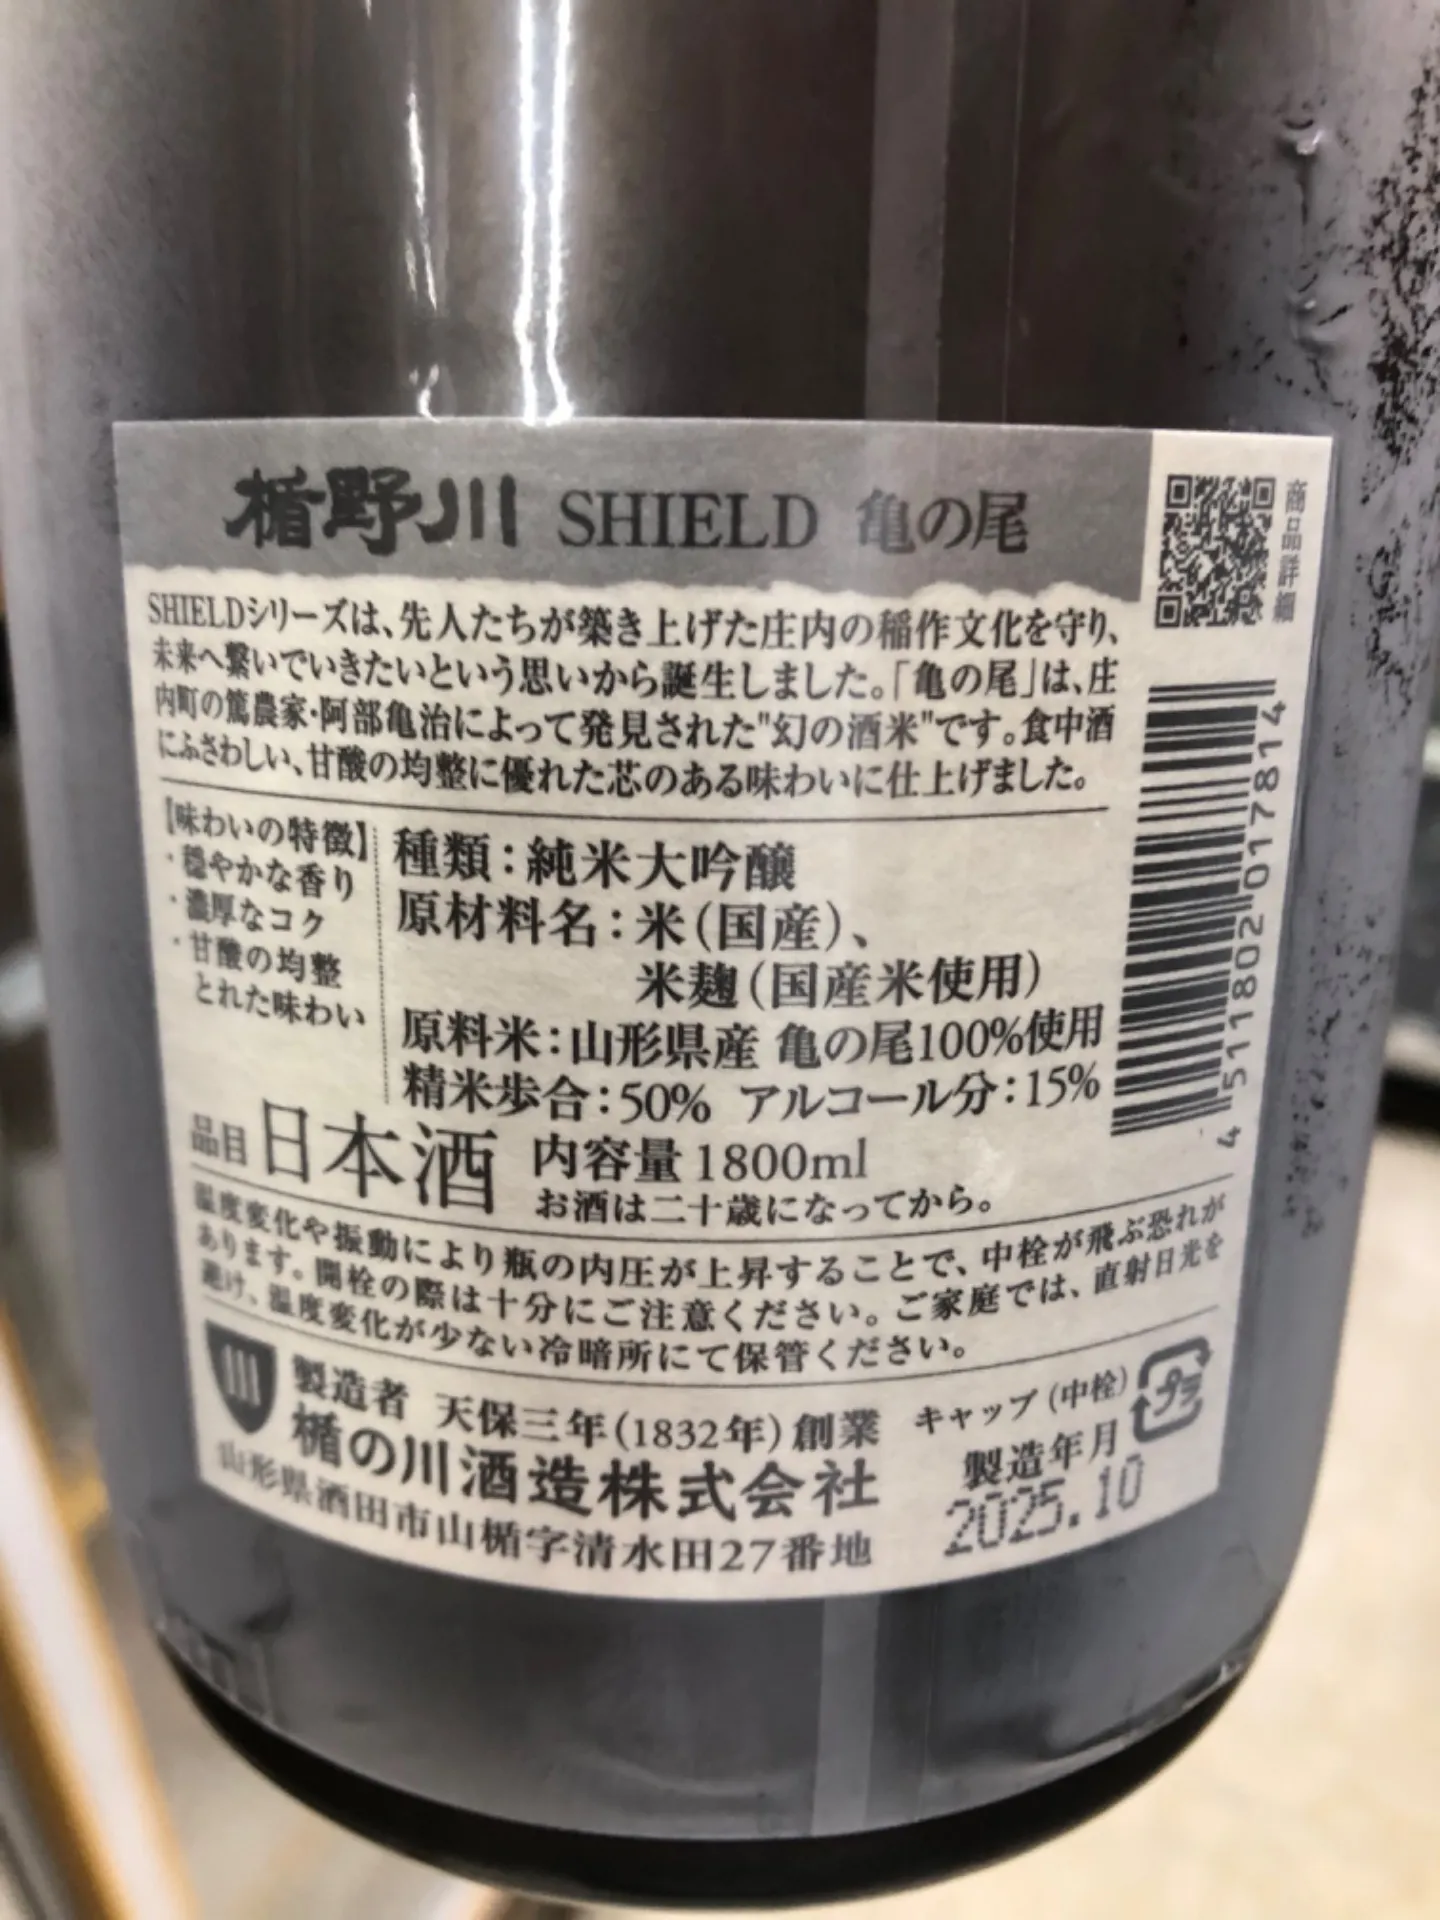 楯野川 SHIELD 亀の尾
商品詳細
SHIELDシリーズは、先人たちが築き上げた庄内の稲作文化を守り、
未来へ繋いでいきたいという思いから誕生しました。「亀の尾」は、庄
内町の篤農家・阿部亀治によって発見された"幻の酒米"です。食中酒
にふさわしい、甘酸の均整に優れた芯のある味わいに仕上げました。
【味わいの特徴】
・穏やかな香り
・濃厚なコク
・甘酸の均整
とれた味わい
種類：純米大吟醸
原材料名：米（国産）、
米麹（国産米使用）
原料米：山形県産 亀の尾100%使用
精米歩合：50% アルコール分：15%
品目 日本酒 内容量 1800ml
お酒は二十歳になってから。
4511802017814
温度変化や振動により瓶の内圧が上昇することで、中栓が飛ぶ恐れが
あります。開栓の際は十分にご注意ください。ご家庭では、直射日光を
避け、温度変化が少ない冷暗所にて保管ください。
製造者 天保三年（1832年）創業
楯の川酒造株式会社
山形県酒田市山楯字清水田27番地
キャップ（中栓）
プラ
製造年月
2025.10